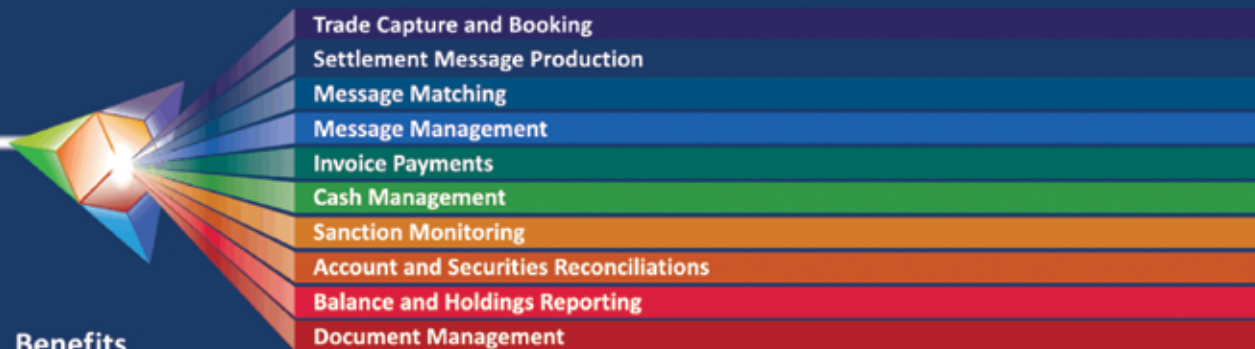 Trade Capture and Booking
Settlement Message Production
Message Matching
Message Management
Invoice Payments
Cash Management
Sanction Monitoring
Account and Securities Reconciliations
Balance and Holdings Reporting
Document Management
Benefits